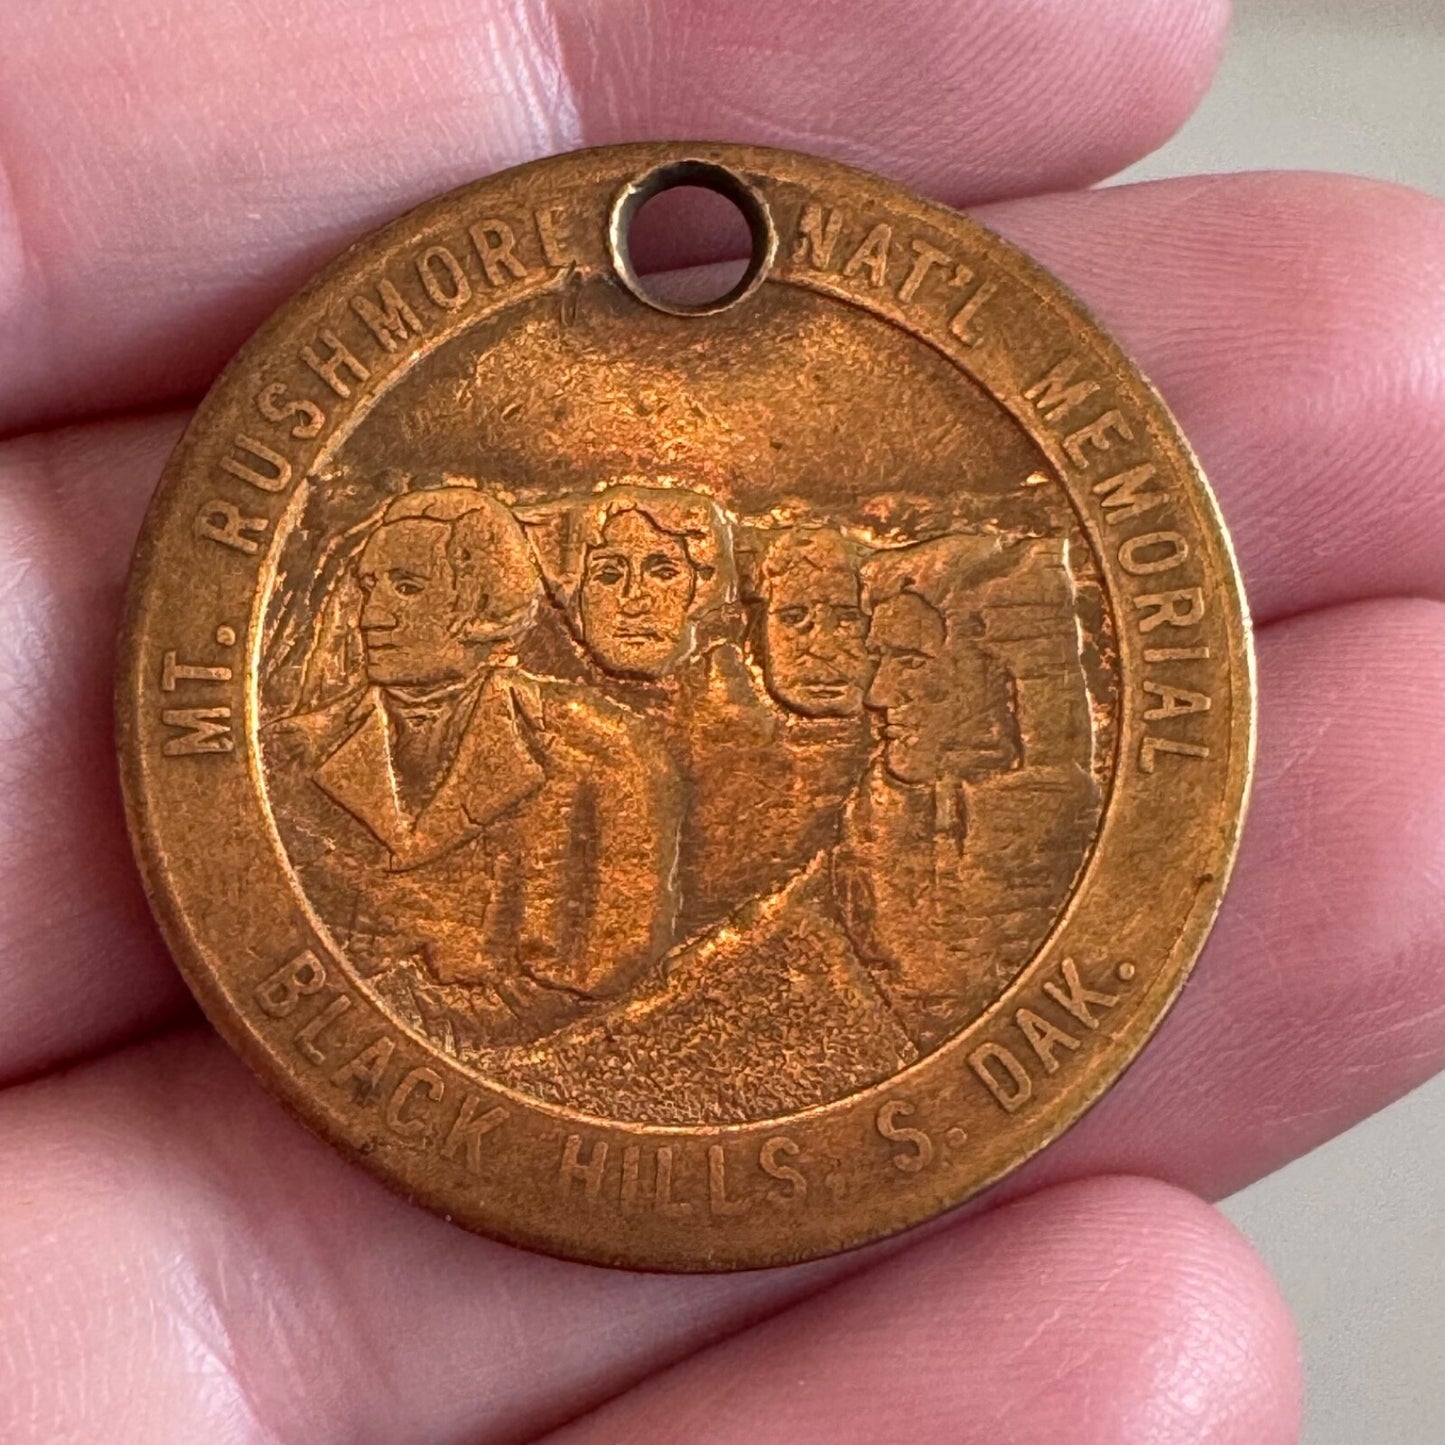 MT. RUSHMORE NAT'L MEMORIAL
BLACK HILLS S. DAK.